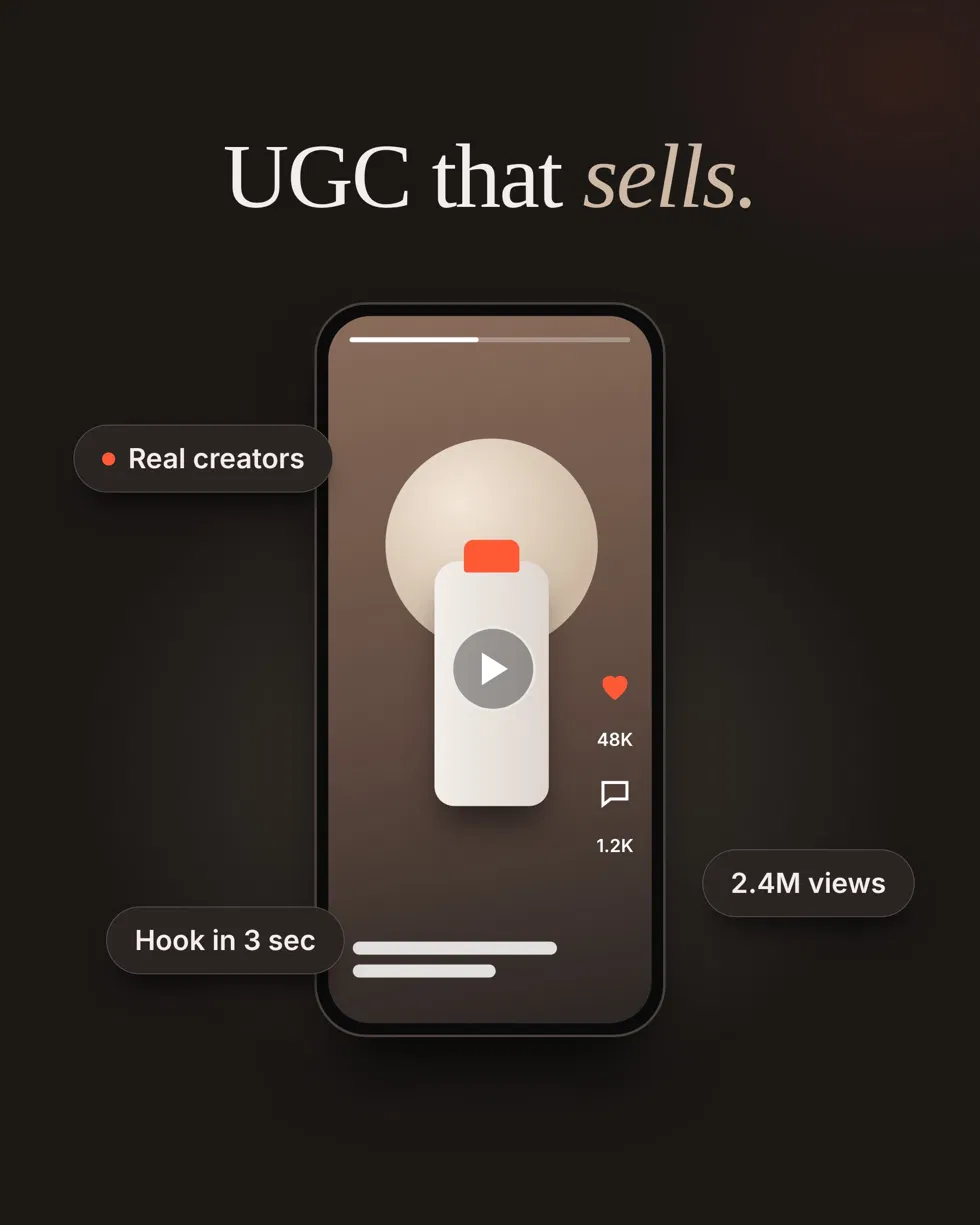 UGC that sells.
Real creators
48K
1.2K
2.4M views
Hook in 3 sec